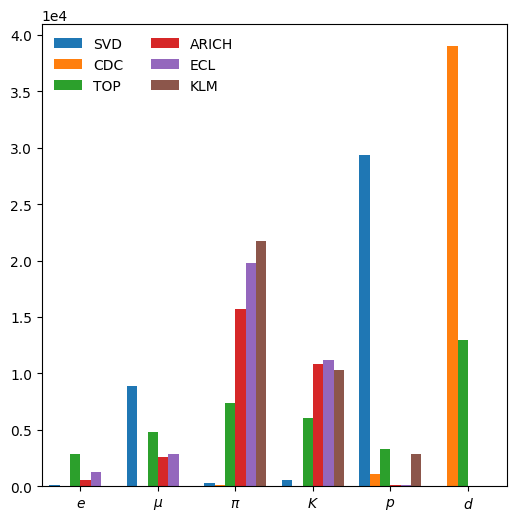 1e4
4.0
3.5
3.0
2.5
2.0
1.5
1.0
0.5
0.0
SVD
CDC
TOP
ARICH
ECL
KLM
e μ π K p d